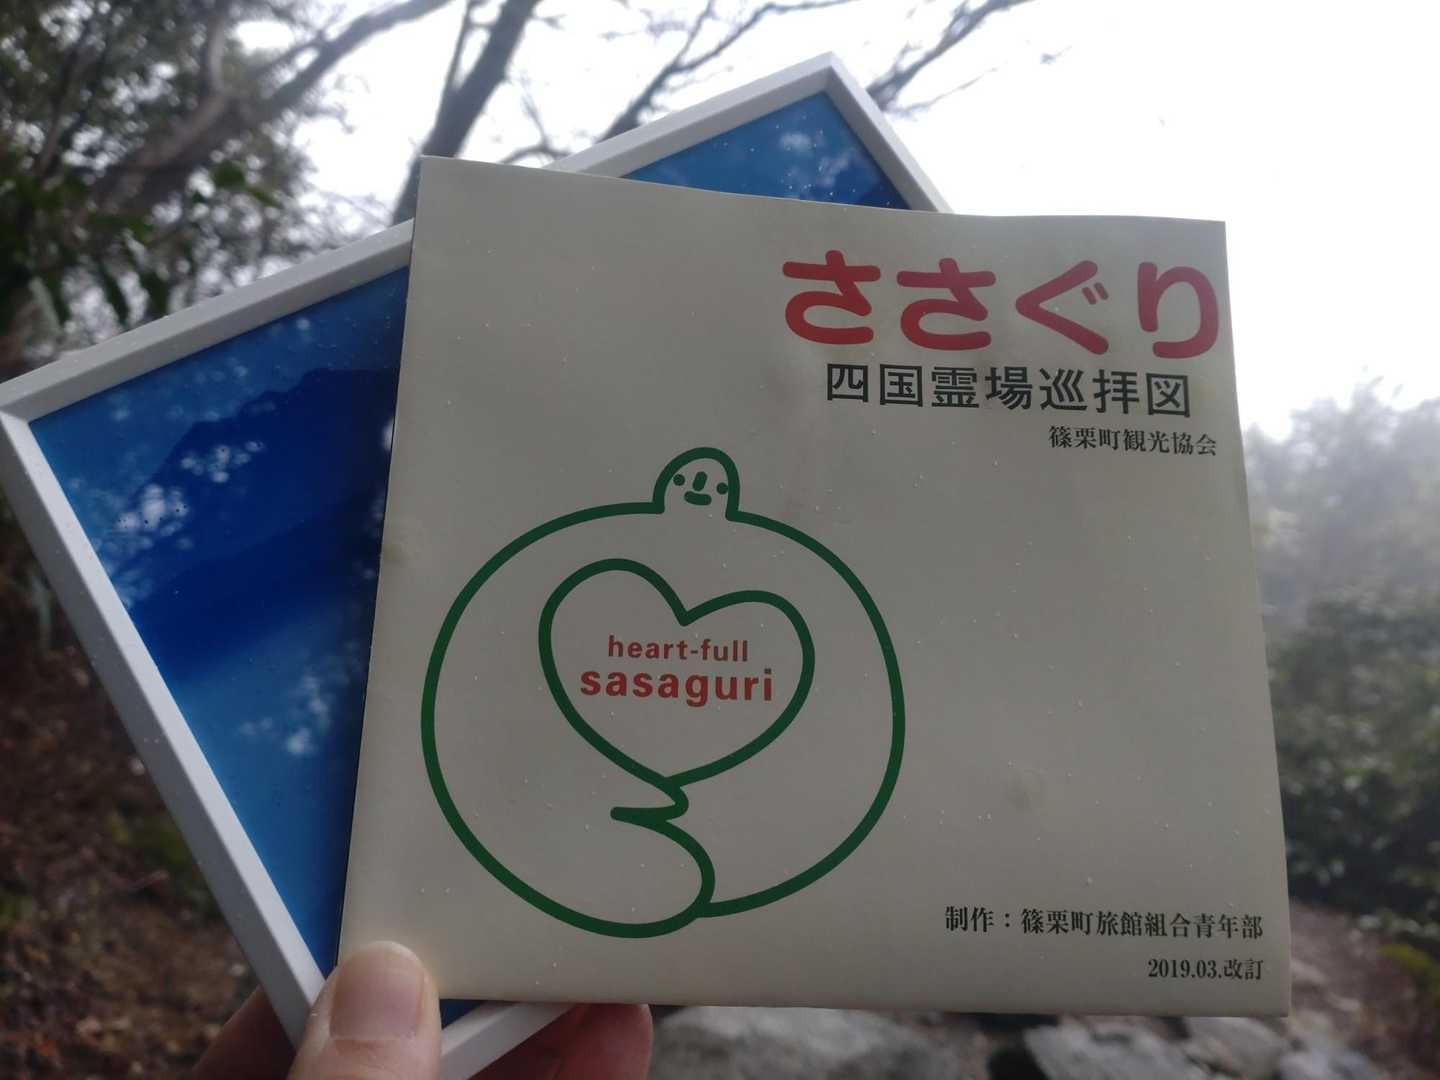 ささぐり
四国霊場巡拝図
篠栗町観光協会
heart-full
sasaguri
制作：篠栗町旅館組合青年部
2019.03.改訂